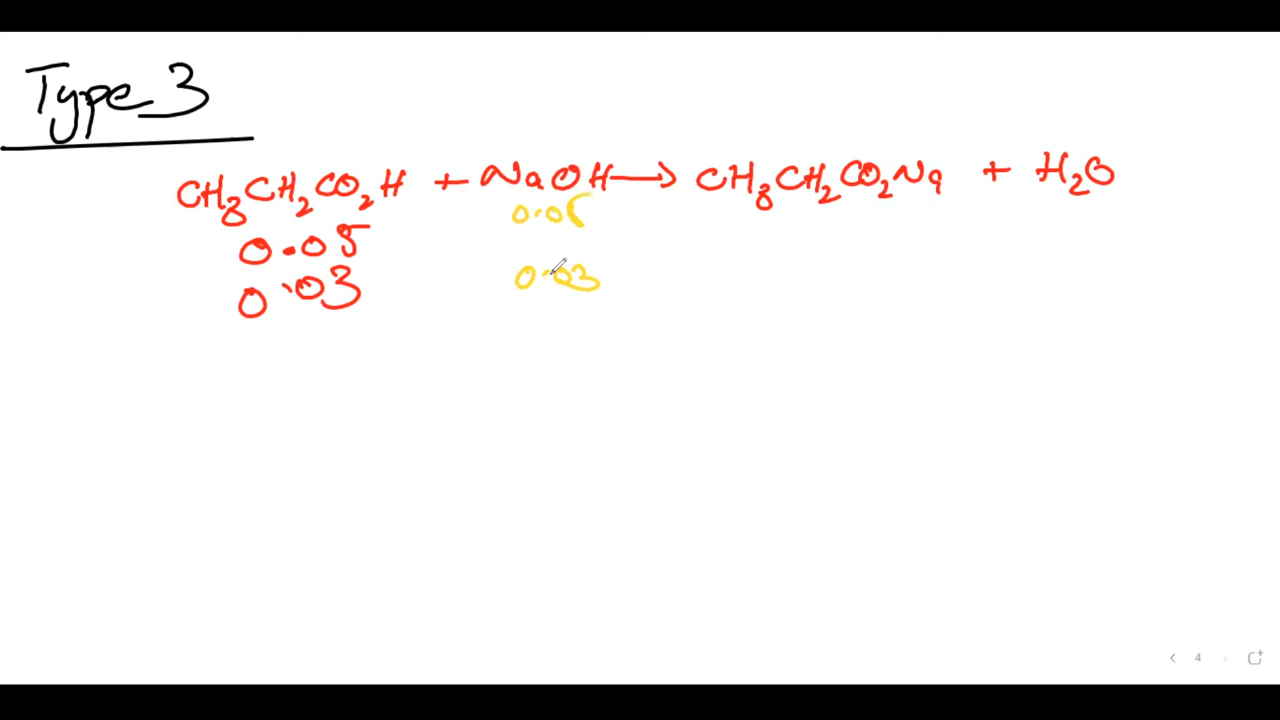 Type 3
CH3CH2CO2H + NaOH → CH3CH2CO2Na + H2O
0.05
0.03 0.03
4